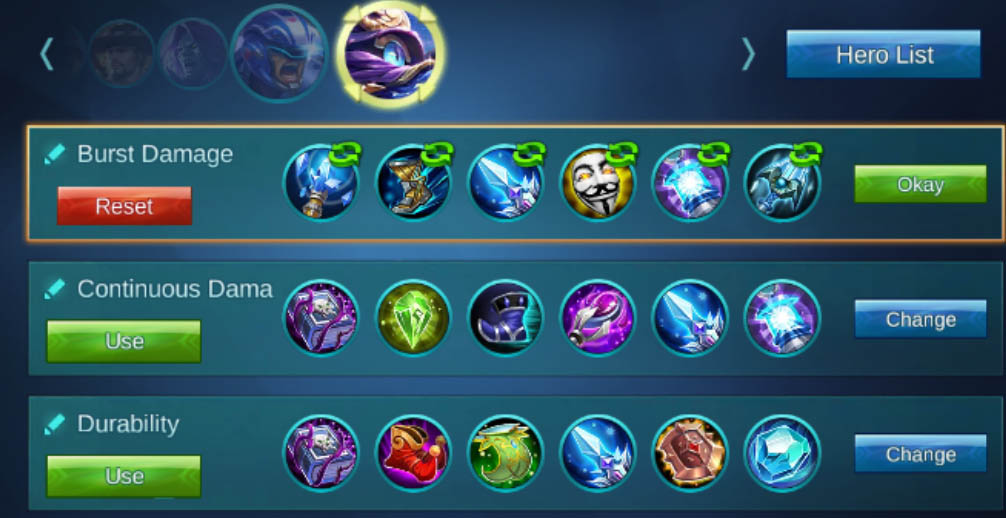 Hero List
Burst Damage
Reset
Okay
Continuous Dama
Use
Change
Durability
Use
Change